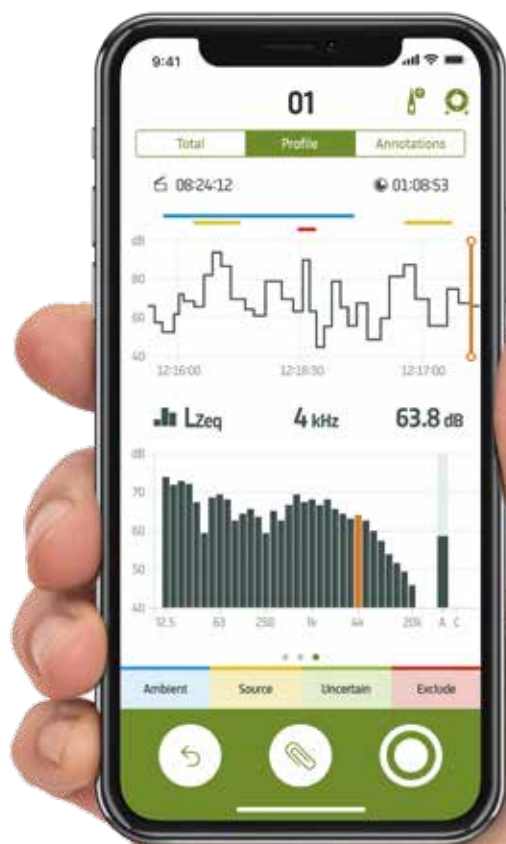 9:41
01
Total Profile Annotations
08:24:12 01:08:53
dB
80
60
40
12:16:00 12:16:30 12:17:00
LZeq 4 kHz 63.8 dB
dB
70
60
50
40
12.5 63 250 1k 4k 20k A C
Ambient Source Uncertain Exclude